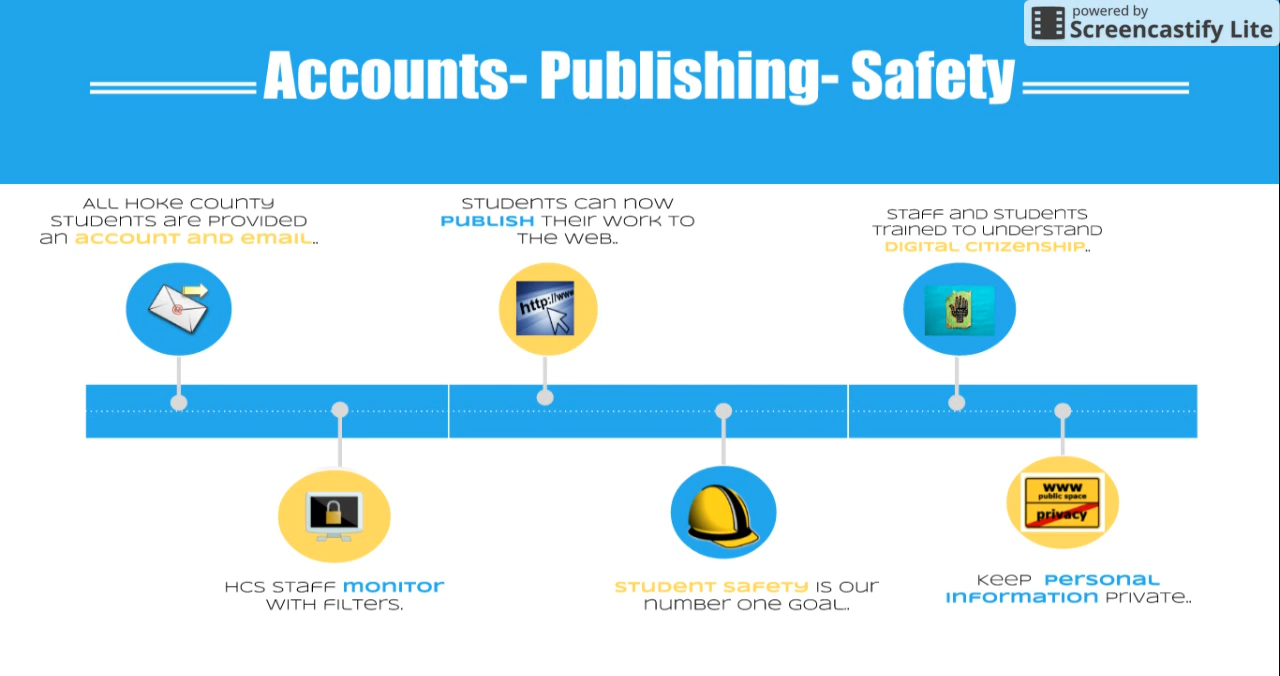 powered by
Screencastify Lite
Accounts- Publishing- Safety
ALL HOKE COUNTY
STUDENTS are PROVIDED
an ACCOUNT AND EMAIL..
STUDENTS can now
PUBLISH THEIR WORK TO
THE WEB..
STAFF AND STUDENTS
TRAINED TO UNDERSTAND
DIGITAL CITIZENSHIP..
http://www
HCS STAFF MONITOR
WITH FILTERS.
STUDENT SAFETY IS OUR
NUMBER ONE GOAL..
www
public space
privacy
KEEP PERSONAL
INFORMATION PRIVATE..